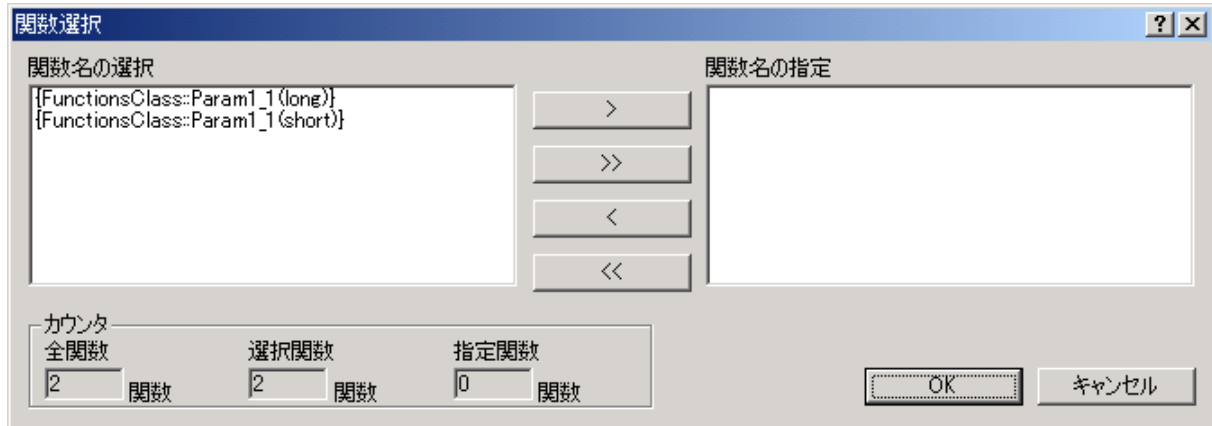 関数選択
関数名の選択
関数名の指定
{FunctionsClass::Param1_1(long)}
{FunctionsClass::Param1_1(short)}
>
>>
<
<<
カウンタ
全関数 選択関数 指定関数
2 関数 2 関数 0 関数
OK キャンセル